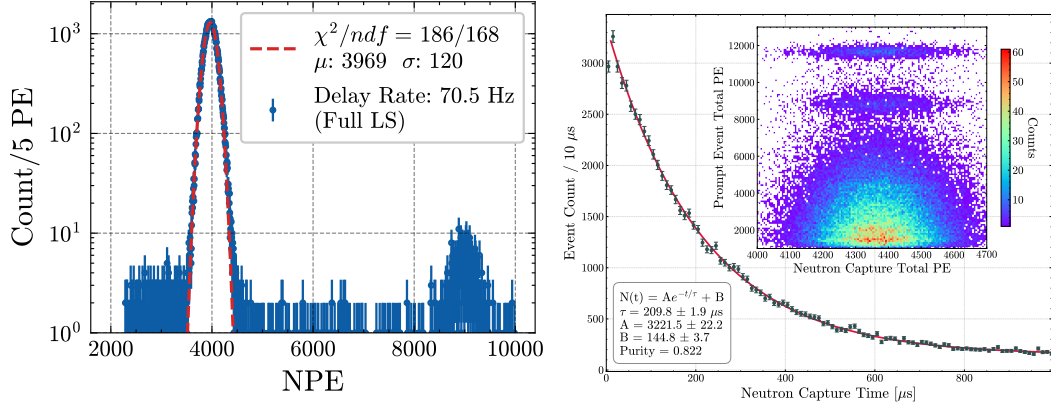 10³
10²
10¹
10⁰
Count/5 PE
χ²/ndf = 186/168
μ: 3969 σ: 120
Delay Rate: 70.5 Hz
(Full LS)
2000 4000 6000 8000 10000
NPE
3000
2500
2000
1500
1000
500
0
Event Count / 10 μs
N(t) = Ae^{-t/τ} + B
τ = 209.8 ± 1.9 μs
A = 3221.5 ± 22.2
B = 144.8 ± 3.7
Purity = 0.822
0 200 400 600 800
Neutron Capture Time [μs]
12000
10000
8000
6000
4000
2000
Prompt Event Total PE
4000 4100 4200 4300 4400 4500 4600 4700
Neutron Capture Total PE
60
50
40
30
20
10
Counts